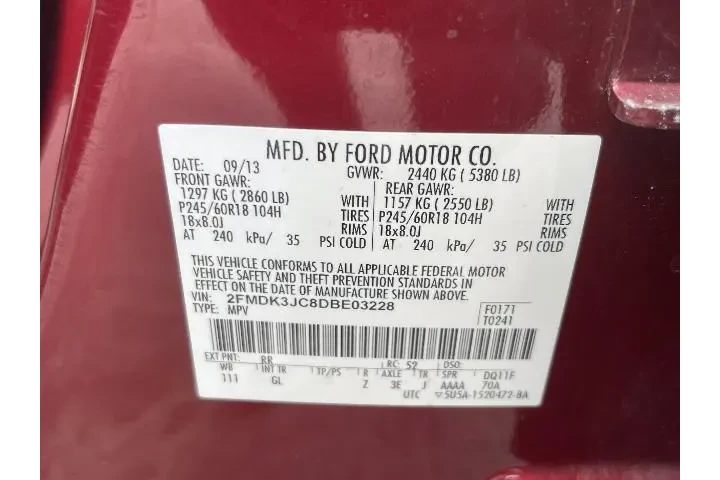 MFD. BY FORD MOTOR CO.
DATE: 09/13 GVWR: 2440 KG ( 5380 LB)
FRONT GAWR: REAR GAWR:
1297 KG ( 2860 LB) WITH 1157 KG ( 2550 LB) WITH
P245/60R18 104H TIRES P245/60R18 104H TIRES
18x8.0J RIMS 18x8.0J RIMS
AT 240 kPa/ 35 PSI COLD AT 240 kPa/ 35 PSI COLD
THIS VEHICLE CONFORMS TO ALL APPLICABLE FEDERAL MOTOR
VEHICLE SAFETY AND THEFT PREVENTION STANDARDS IN
EFFECT ON THE DATE OF MANUFACTURE SHOWN ABOVE.
VIN: 2FMDK3JC8DBE03228 F0171
TYPE: MPV T0241
EXT PNT: RR RC: 52 DSO:
WB INT TR TP/PS R AXLE TR SPR DQ11F
111 GL Z 3E J AAAA 70A
UTC 5U5A-1520472-BA